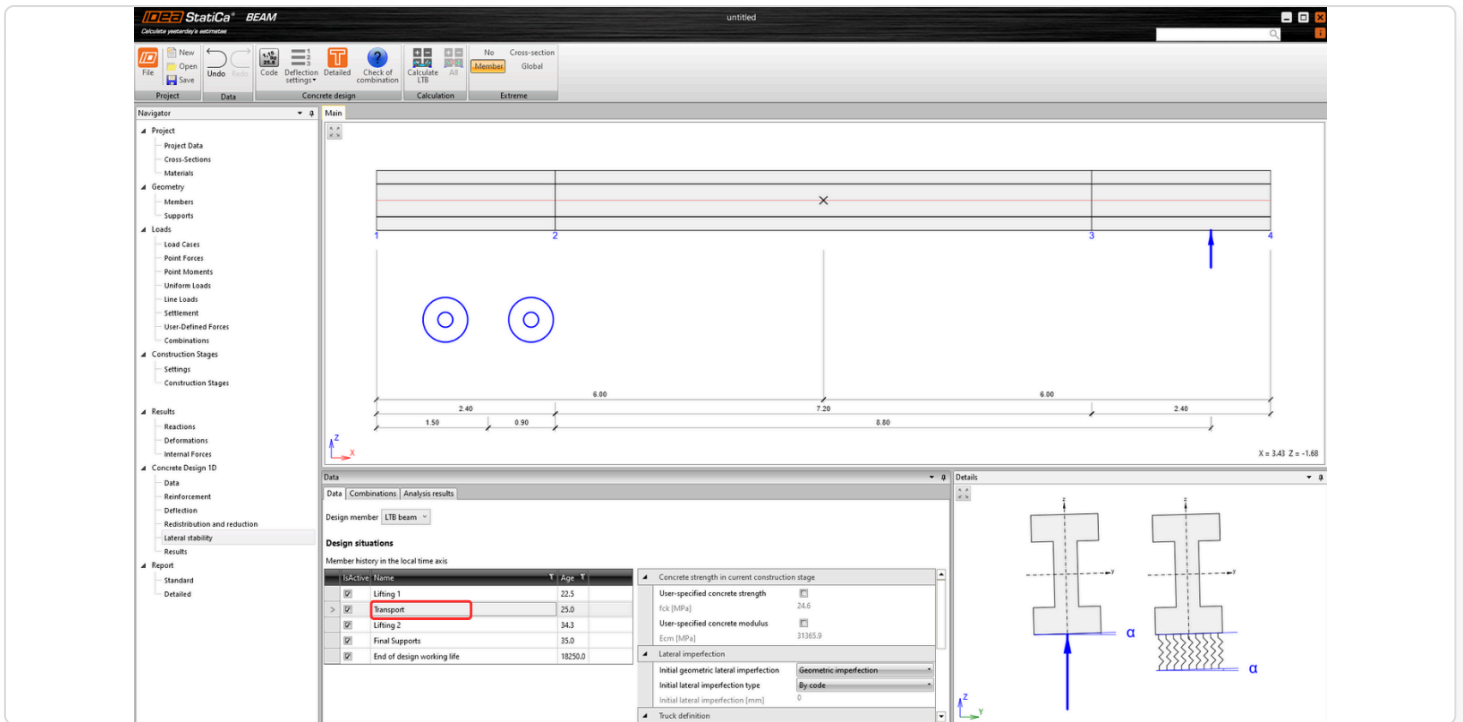 IDEA StatiCa® BEAM
Calculate yesterday's estimates
untitled
File
New
Open
Save
Undo Redo
Code
Deflection settings
Detailed
Check of combination
Calculate LTB
All
No Cross-section
Member Global
Project Data Concrete design Calculation Extreme
Navigator
Project
Project Data
Cross-Sections
Materials
Geometry
Members
Supports
Loads
Load Cases
Point Forces
Point Moments
Uniform Loads
Line Loads
Settlement
User-Defined Forces
Combinations
Construction Stages
Settings
Construction Stages
Results
Reactions
Deformations
Internal Forces
Concrete Design 1D
Data
Reinforcement
Deflection
Redistribution and reduction
Lateral stability
Results
Report
Standard
Detailed
Main
1 2 3 4
6.00 6.00
2.40 7.20 2.40
1.50 0.90 8.80
Z
X
X = 3.43 Z = -1.68
Data
Data Combinations Analysis results
Design member LTB beam
Design situations
Member history in the local time axis
IsActive Name Age
Lifting 1 22.5
Transport 25.0
Lifting 2 34.3
Final Supports 35.0
End of design working life 18250.0
Concrete strength in current construction stage
User-specified concrete strength
fck [MPa] 24.6
User-specified concrete modulus
Ecm [MPa] 31365.9
Lateral imperfection
Initial geometric lateral imperfection Geometric imperfection
Initial lateral imperfection type By code
Initial lateral imperfection [mm] 0
Truck definition
Details
z z
y y
α
α
Z
Y